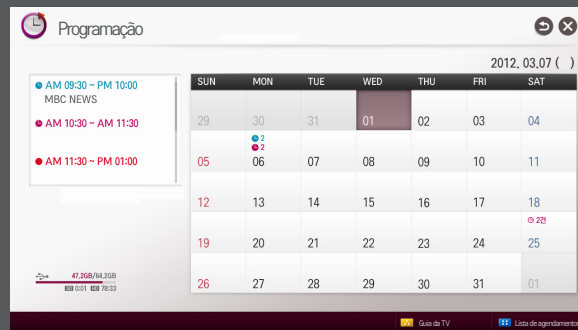 Programação
2012. 03.07 ( )
AM 09:30 ~ PM 10:00
MBC NEWS
AM 10:30 ~ AM 11:30
AM 11:30 ~ PM 01:00
SUN MON TUE WED THU FRI SAT
29 30 31 01 02 03 04
2
2
05 06 07 08 09 10 11
12 13 14 15 16 17 18
2건
19 20 21 22 23 24 25
26 27 28 29 30 31 01
47,2GB/64,2GB
SD 0:01 HD 78:33
Guia da TV Lista de agendamento